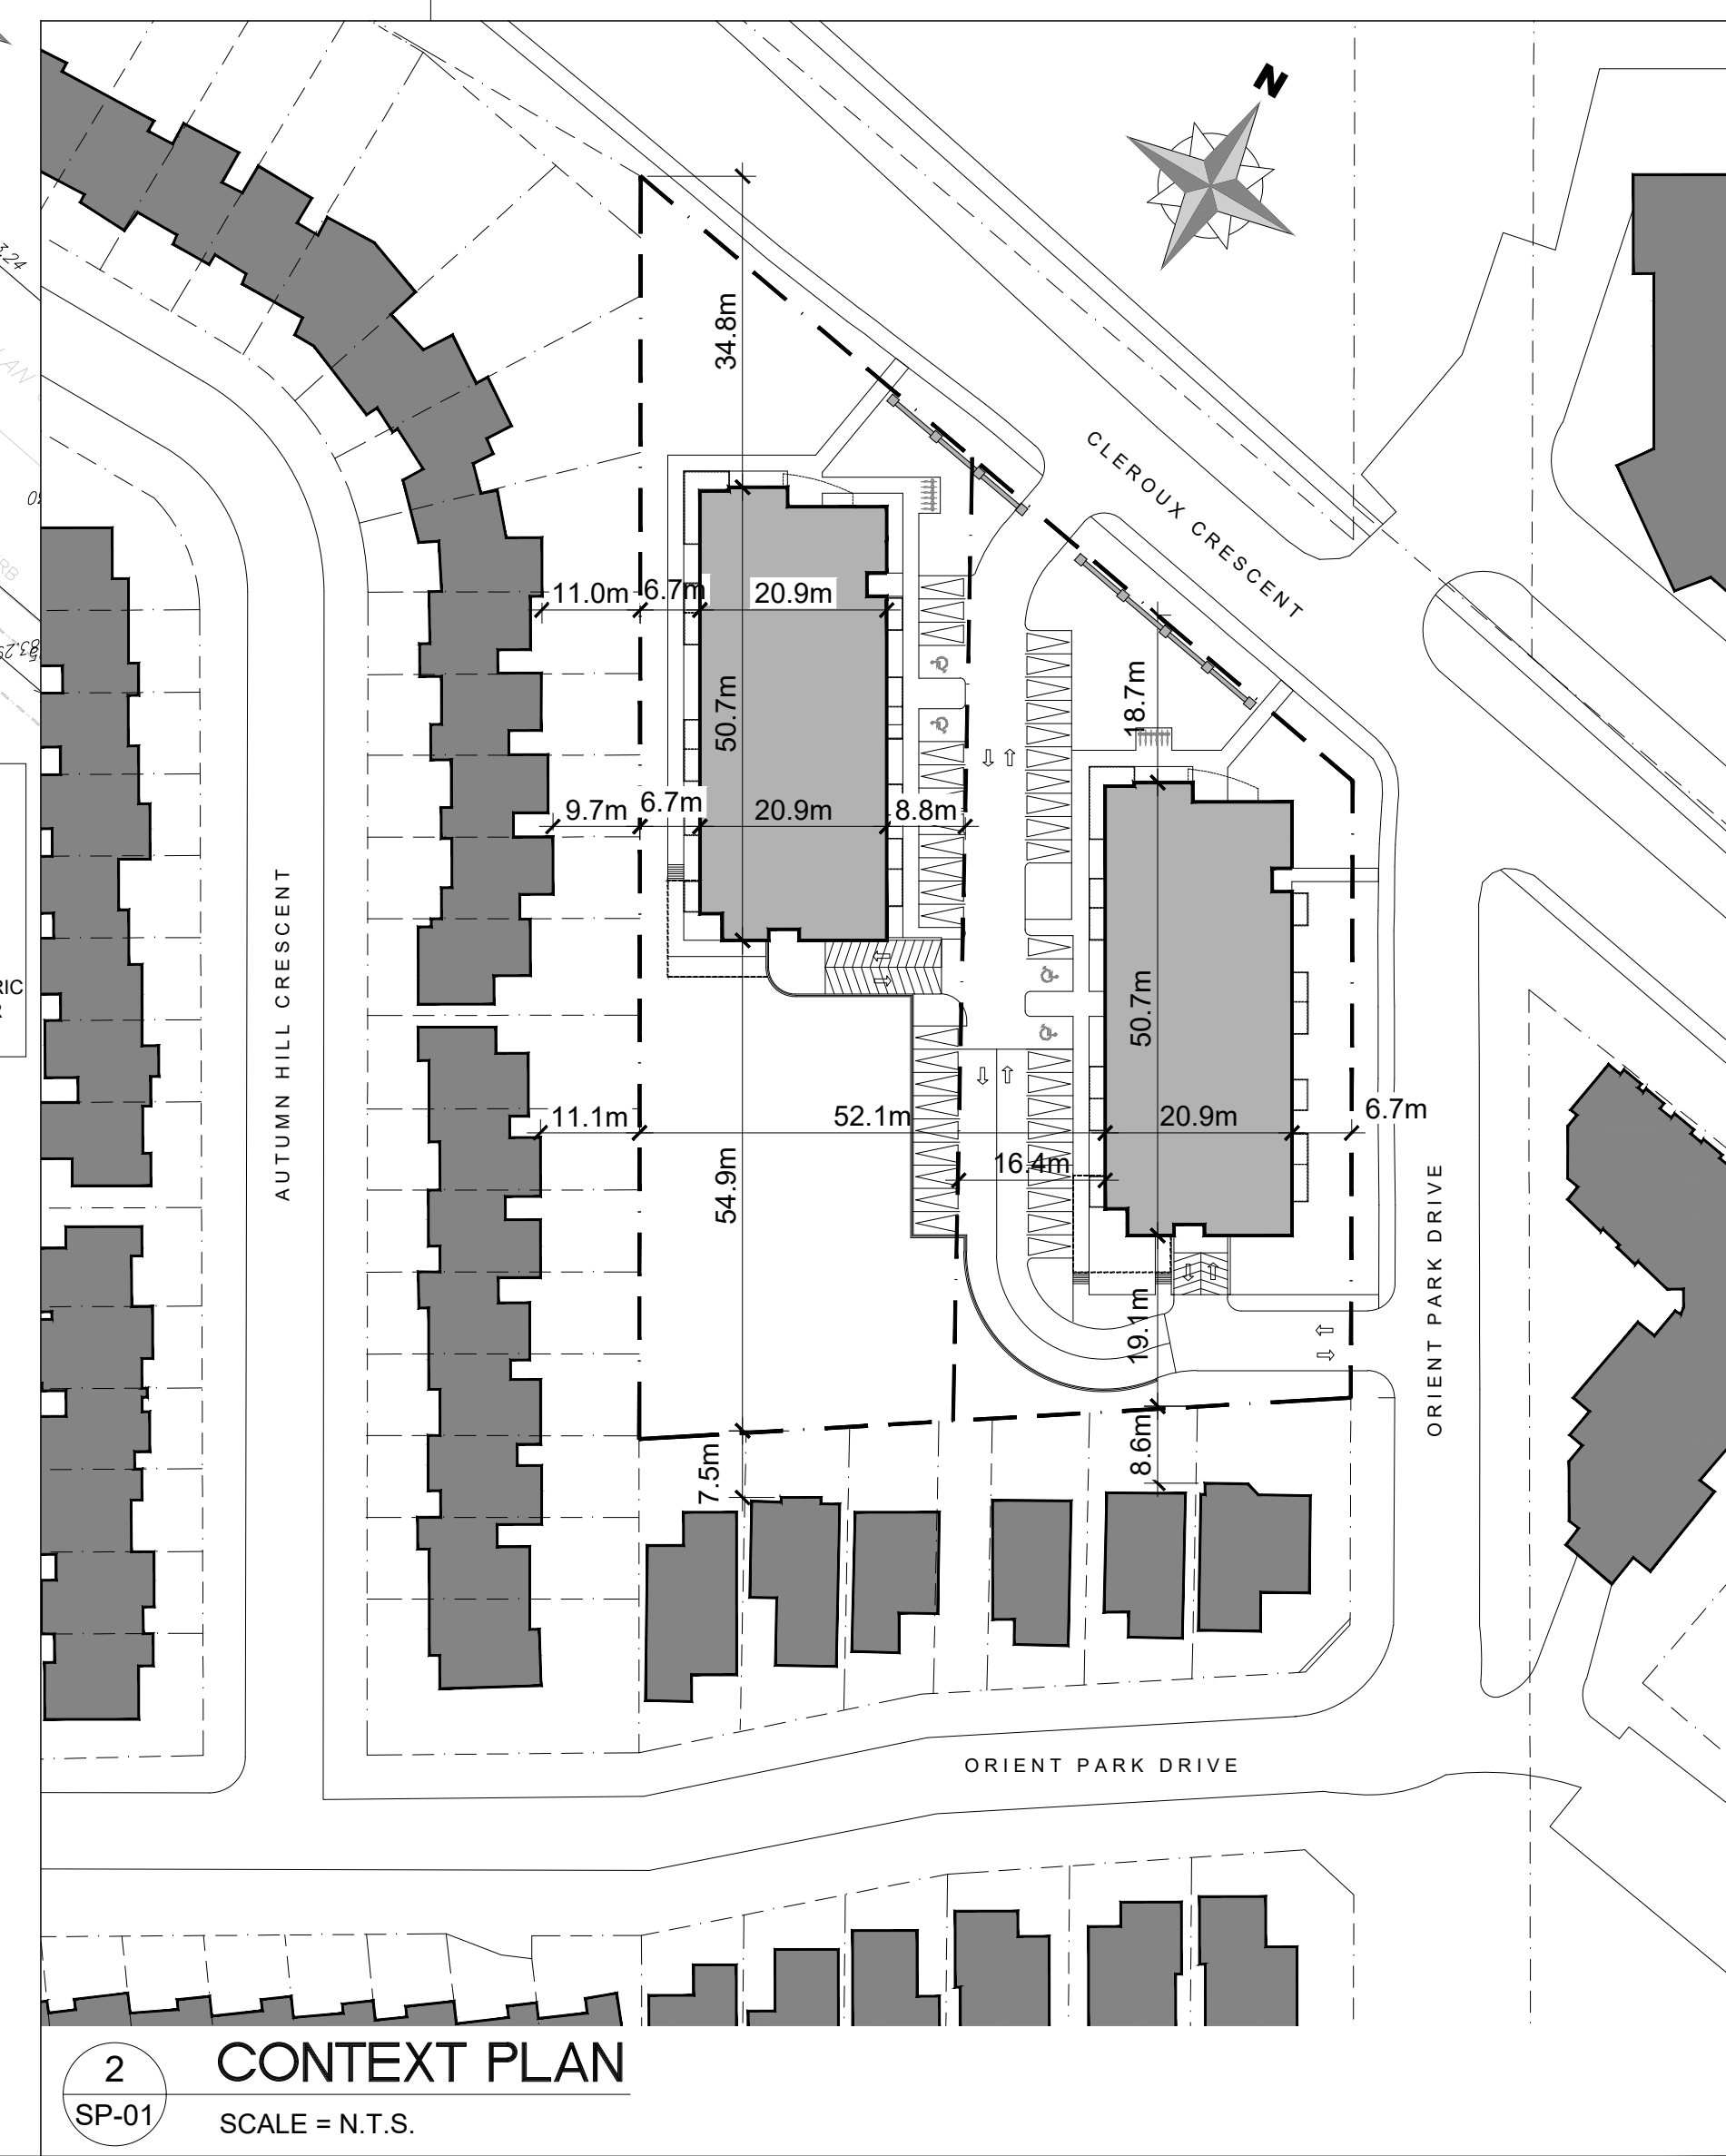 N
3.24
34.8m
CLEROUX CRESCENT
11.0m
6.7m
20.9m
50.7m
18.7m
9.7m
6.7m
20.9m
8.8m
AUTUMN HILL CRESCENT
RIC
50.7m
11.1m
52.1m
20.9m
6.7m
16.4m
54.9m
ORIENT PARK DRIVE
19.1m
7.5m
8.6m
ORIENT PARK DRIVE
2
SP-01
CONTEXT PLAN
SCALE = N.T.S.